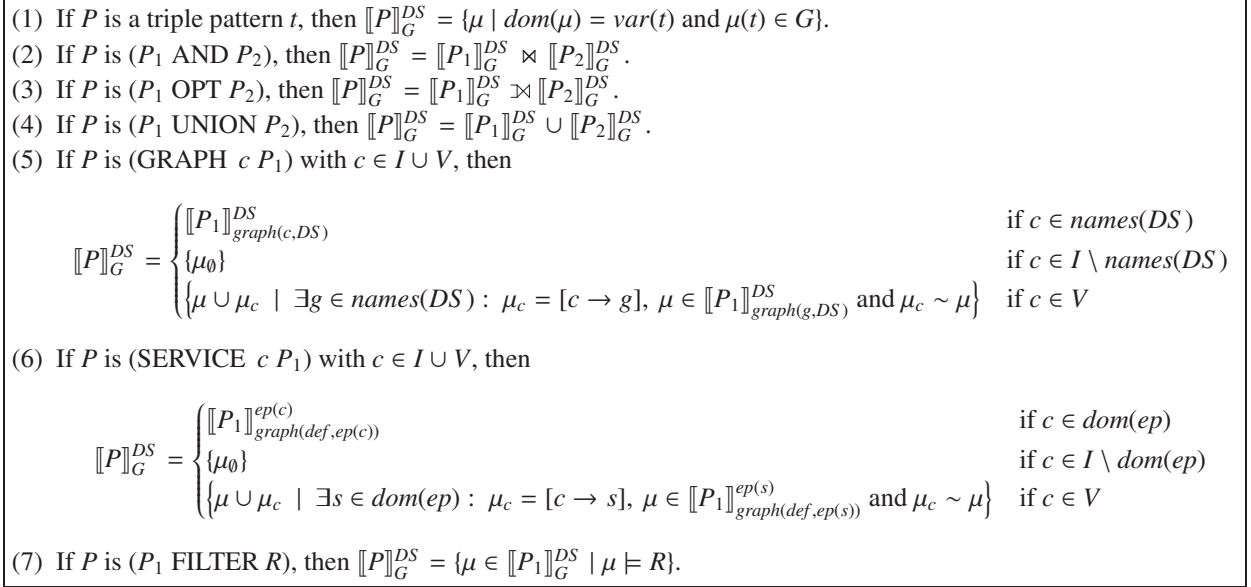 (1) If P is a triple pattern t, then ⟦P⟧_G^{DS} = {μ | dom(μ) = var(t) and μ(t) ∈ G}.
(2) If P is (P₁ AND P₂), then ⟦P⟧_G^{DS} = ⟦P₁⟧_G^{DS} ⋈ ⟦P₂⟧_G^{DS}.
(3) If P is (P₁ OPT P₂), then ⟦P⟧_G^{DS} = ⟦P₁⟧_G^{DS} ⟕ ⟦P₂⟧_G^{DS}.
(4) If P is (P₁ UNION P₂), then ⟦P⟧_G^{DS} = ⟦P₁⟧_G^{DS} ∪ ⟦P₂⟧_G^{DS}.
(5) If P is (GRAPH c P₁) with c ∈ I ∪ V, then
⟦P₁⟧_{graph(c,DS)}^{DS} if c ∈ names(DS)
⟦P⟧_G^{DS} = { {μ_∅} if c ∈ I \ names(DS)
{μ ∪ μ_c | ∃g ∈ names(DS) : μ_c = [c → g], μ ∈ ⟦P₁⟧_{graph(g,DS)}^{DS} and μ_c ~ μ} if c ∈ V
(6) If P is (SERVICE c P₁) with c ∈ I ∪ V, then
⟦P₁⟧_{graph(def,ep(c))}^{ep(c)} if c ∈ dom(ep)
⟦P⟧_G^{DS} = { {μ_∅} if c ∈ I \ dom(ep)
{μ ∪ μ_c | ∃s ∈ dom(ep) : μ_c = [c → s], μ ∈ ⟦P₁⟧_{graph(def,ep(s))}^{ep(s)} and μ_c ~ μ} if c ∈ V
(7) If P is (P₁ FILTER R), then ⟦P⟧_G^{DS} = {μ ∈ ⟦P₁⟧_G^{DS} | μ ⊨ R}.